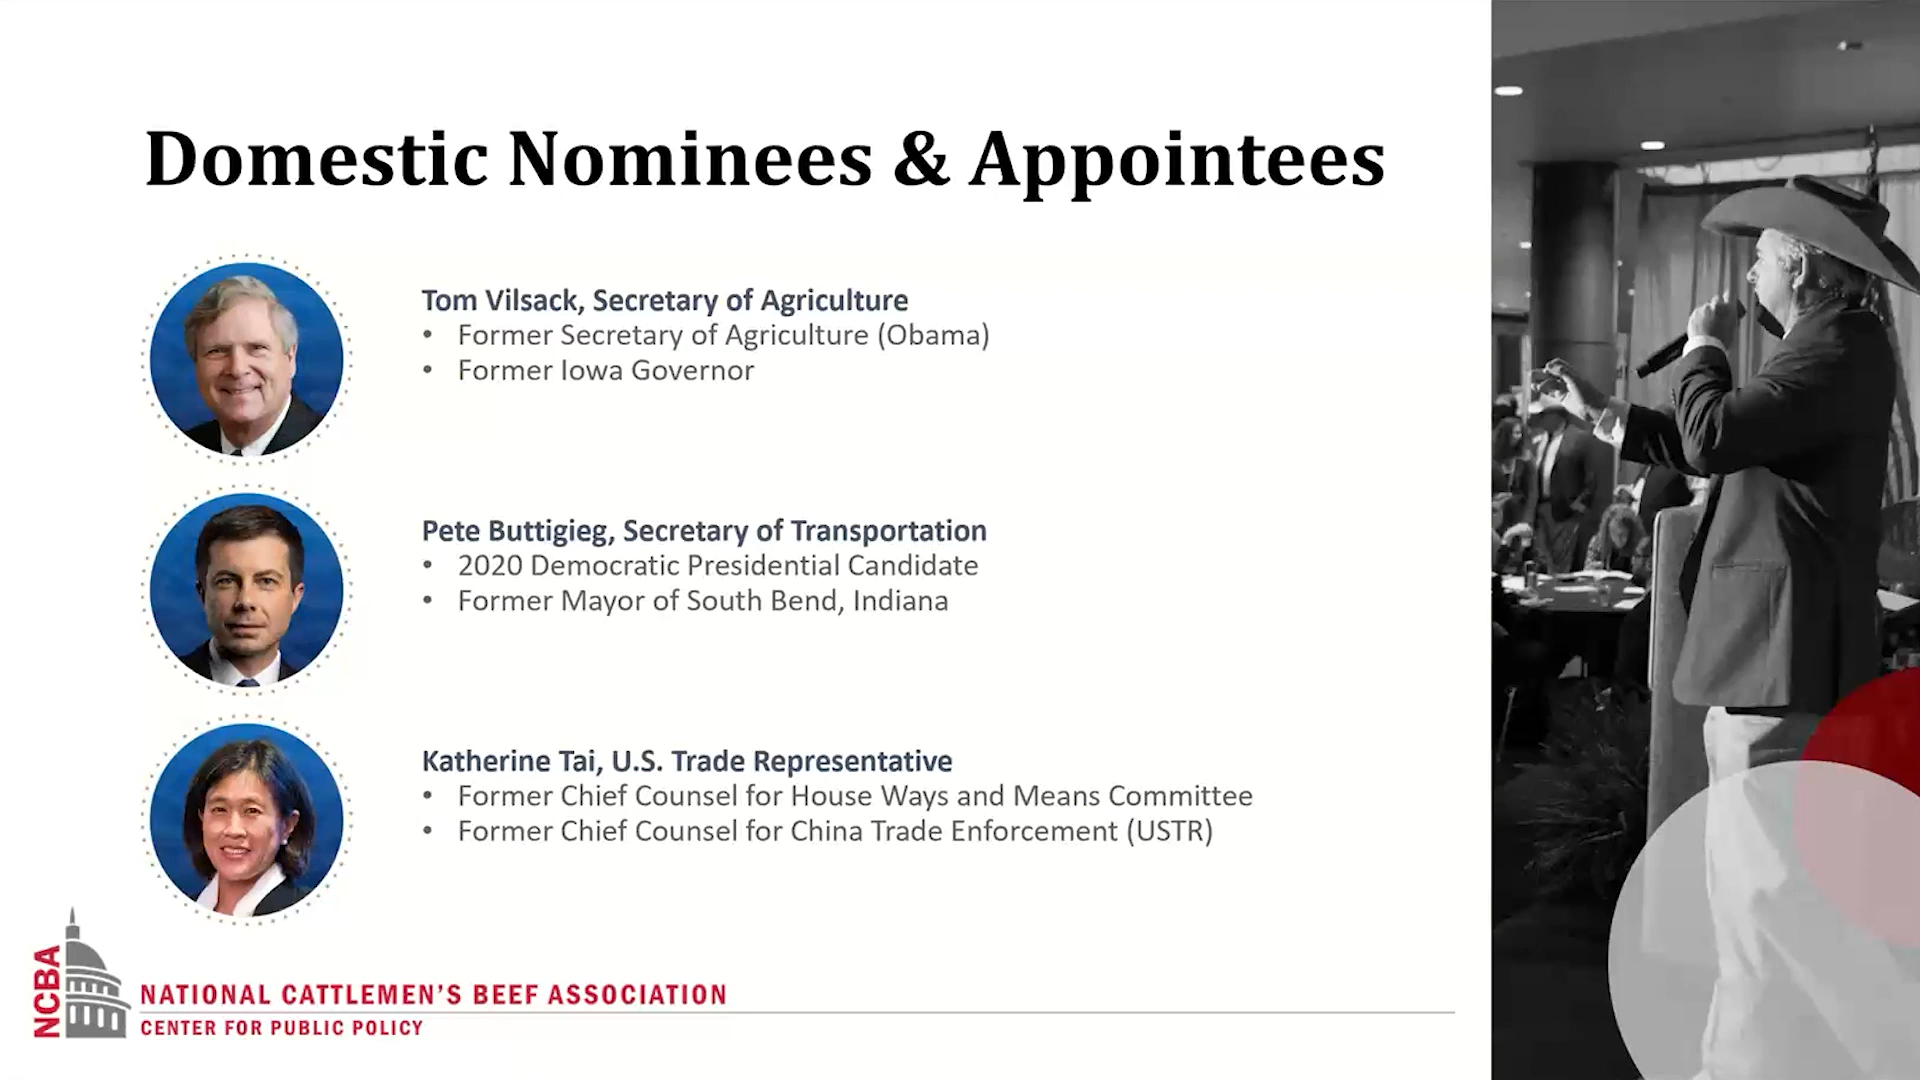 Domestic Nominees & Appointees
Tom Vilsack, Secretary of Agriculture
• Former Secretary of Agriculture (Obama)
• Former Iowa Governor
Pete Buttigieg, Secretary of Transportation
• 2020 Democratic Presidential Candidate
• Former Mayor of South Bend, Indiana
Katherine Tai, U.S. Trade Representative
• Former Chief Counsel for House Ways and Means Committee
• Former Chief Counsel for China Trade Enforcement (USTR)
NCBA
NATIONAL CATTLEMEN'S BEEF ASSOCIATION
CENTER FOR PUBLIC POLICY